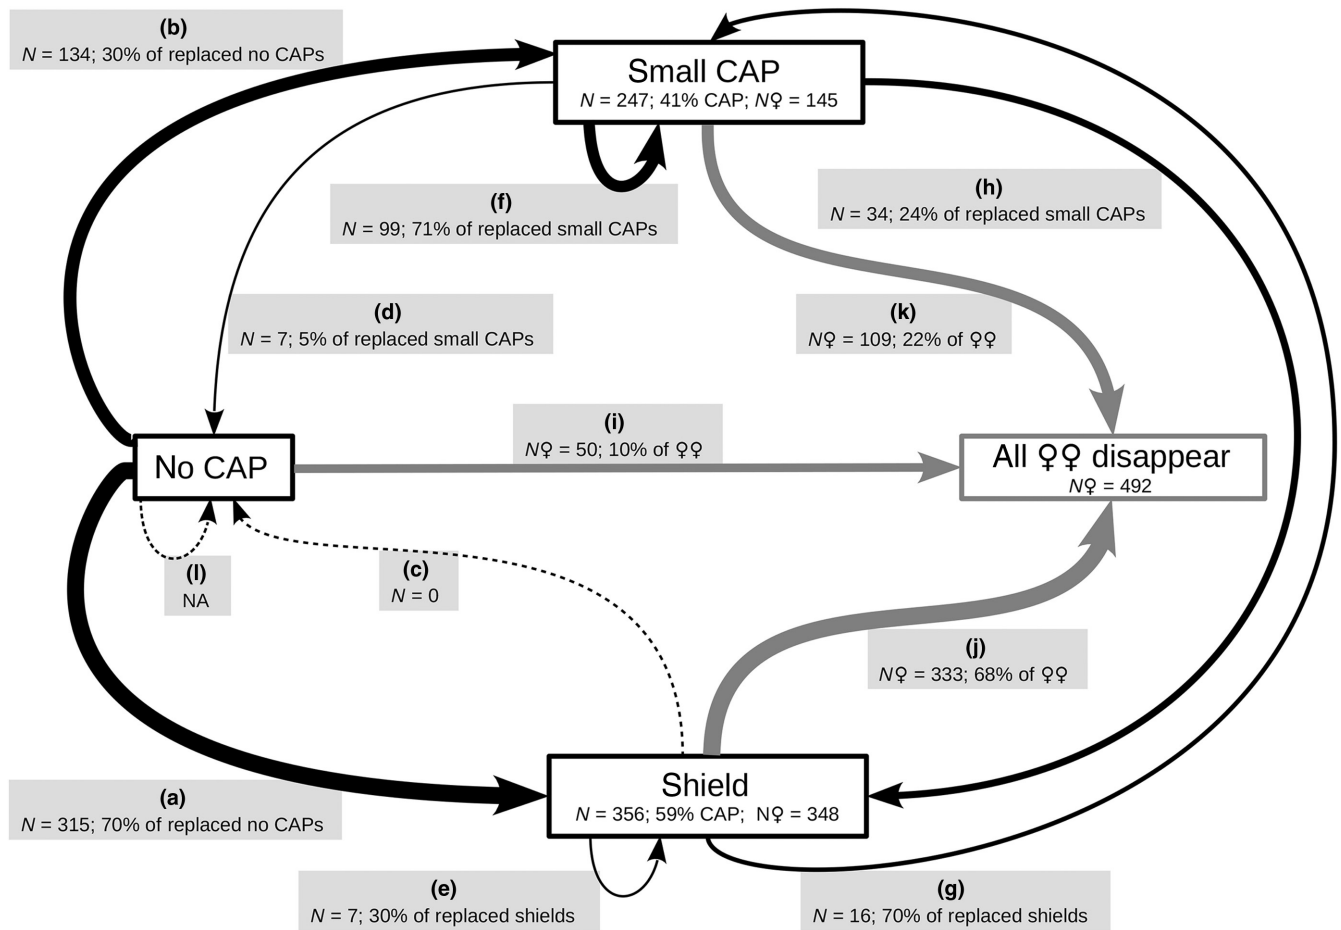 (b)
N = 134; 30% of replaced no CAPs
Small CAP
N = 247; 41% CAP; N♀ = 145
(f)
N = 99; 71% of replaced small CAPs
(h)
N = 34; 24% of replaced small CAPs
(d)
N = 7; 5% of replaced small CAPs
(k)
N♀ = 109; 22% of ♀♀
(i)
N♀ = 50; 10% of ♀♀
No CAP
All ♀♀ disappear
N♀ = 492
(l)
NA
(c)
N = 0
(j)
N♀ = 333; 68% of ♀♀
Shield
N = 356; 59% CAP; N♀ = 348
(a)
N = 315; 70% of replaced no CAPs
(e)
N = 7; 30% of replaced shields
(g)
N = 16; 70% of replaced shields